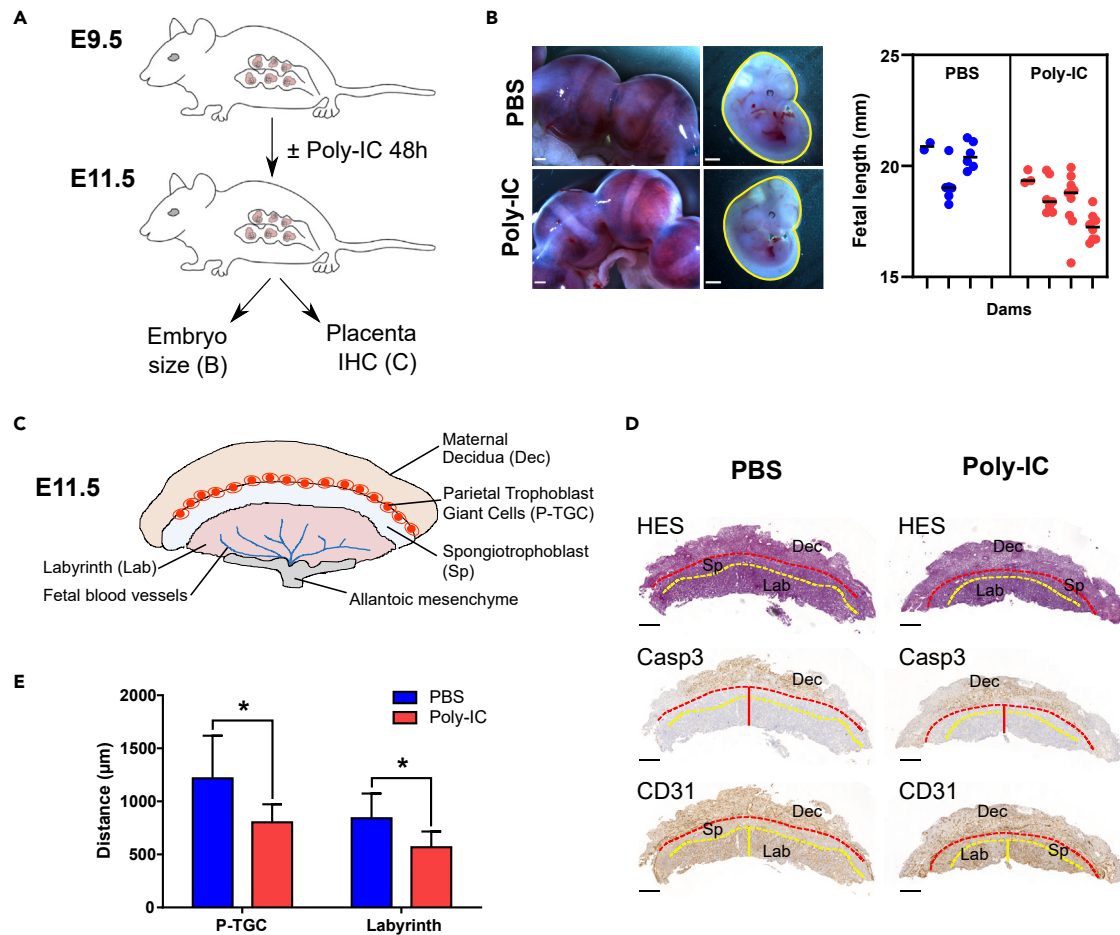 A
E9.5
± Poly-IC 48h
E11.5
Embryo
size (B)
Placenta
IHC (C)
B
PBS
Poly-IC
Fetal length (mm)
25
20
15
PBS
Poly-IC
Dams
C
E11.5
Maternal
Decidua (Dec)
Parietal Trophoblast
Giant Cells (P-TGC)
Spongiotrophoblast
(Sp)
Labyrinth (Lab)
Fetal blood vessels
Allantoic mesenchyme
D
PBS
Poly-IC
HES
Dec
Sp
Lab
HES
Dec
Sp
Lab
Casp3
Dec
Casp3
Dec
CD31
Dec
Sp
Lab
CD31
Dec
Lab
Sp
E
Distance (µm)
2000
1500
1000
500
0
PBS
Poly-IC
*
*
P-TGC
Labyrinth